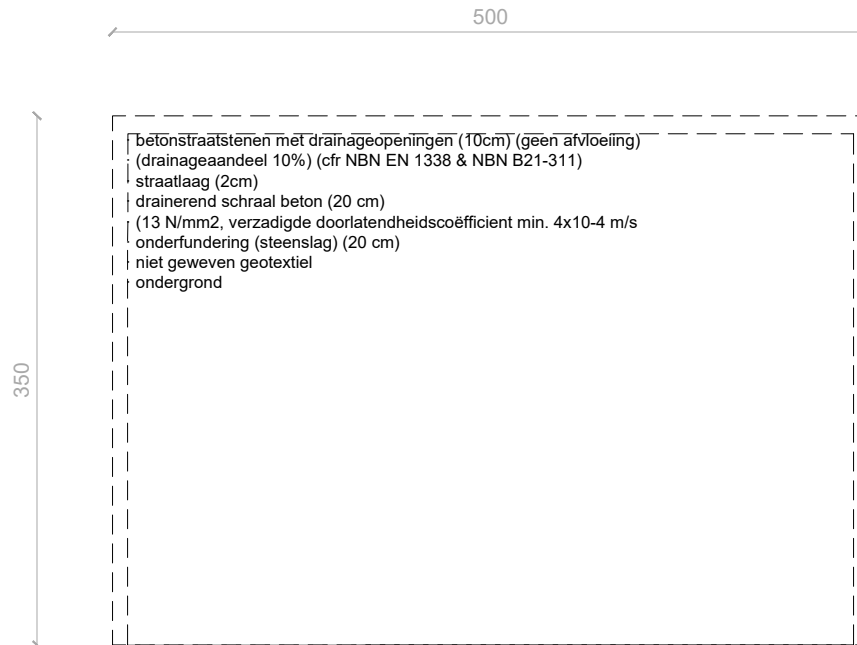 500
betonstraatstenen met drainageopeningen (10cm) (geen afvloeiing)
(drainageaandeel 10%) (cfr NBN EN 1338 & NBN B21-311)
straatlaag (2cm)
drainerend schraal beton (20 cm)
(13 N/mm2, verzadigde doorlatendheidscoëfficient min. 4x10-4 m/s
onderfundering (steenslag) (20 cm)
niet geweven geotextiel
ondergrond
350